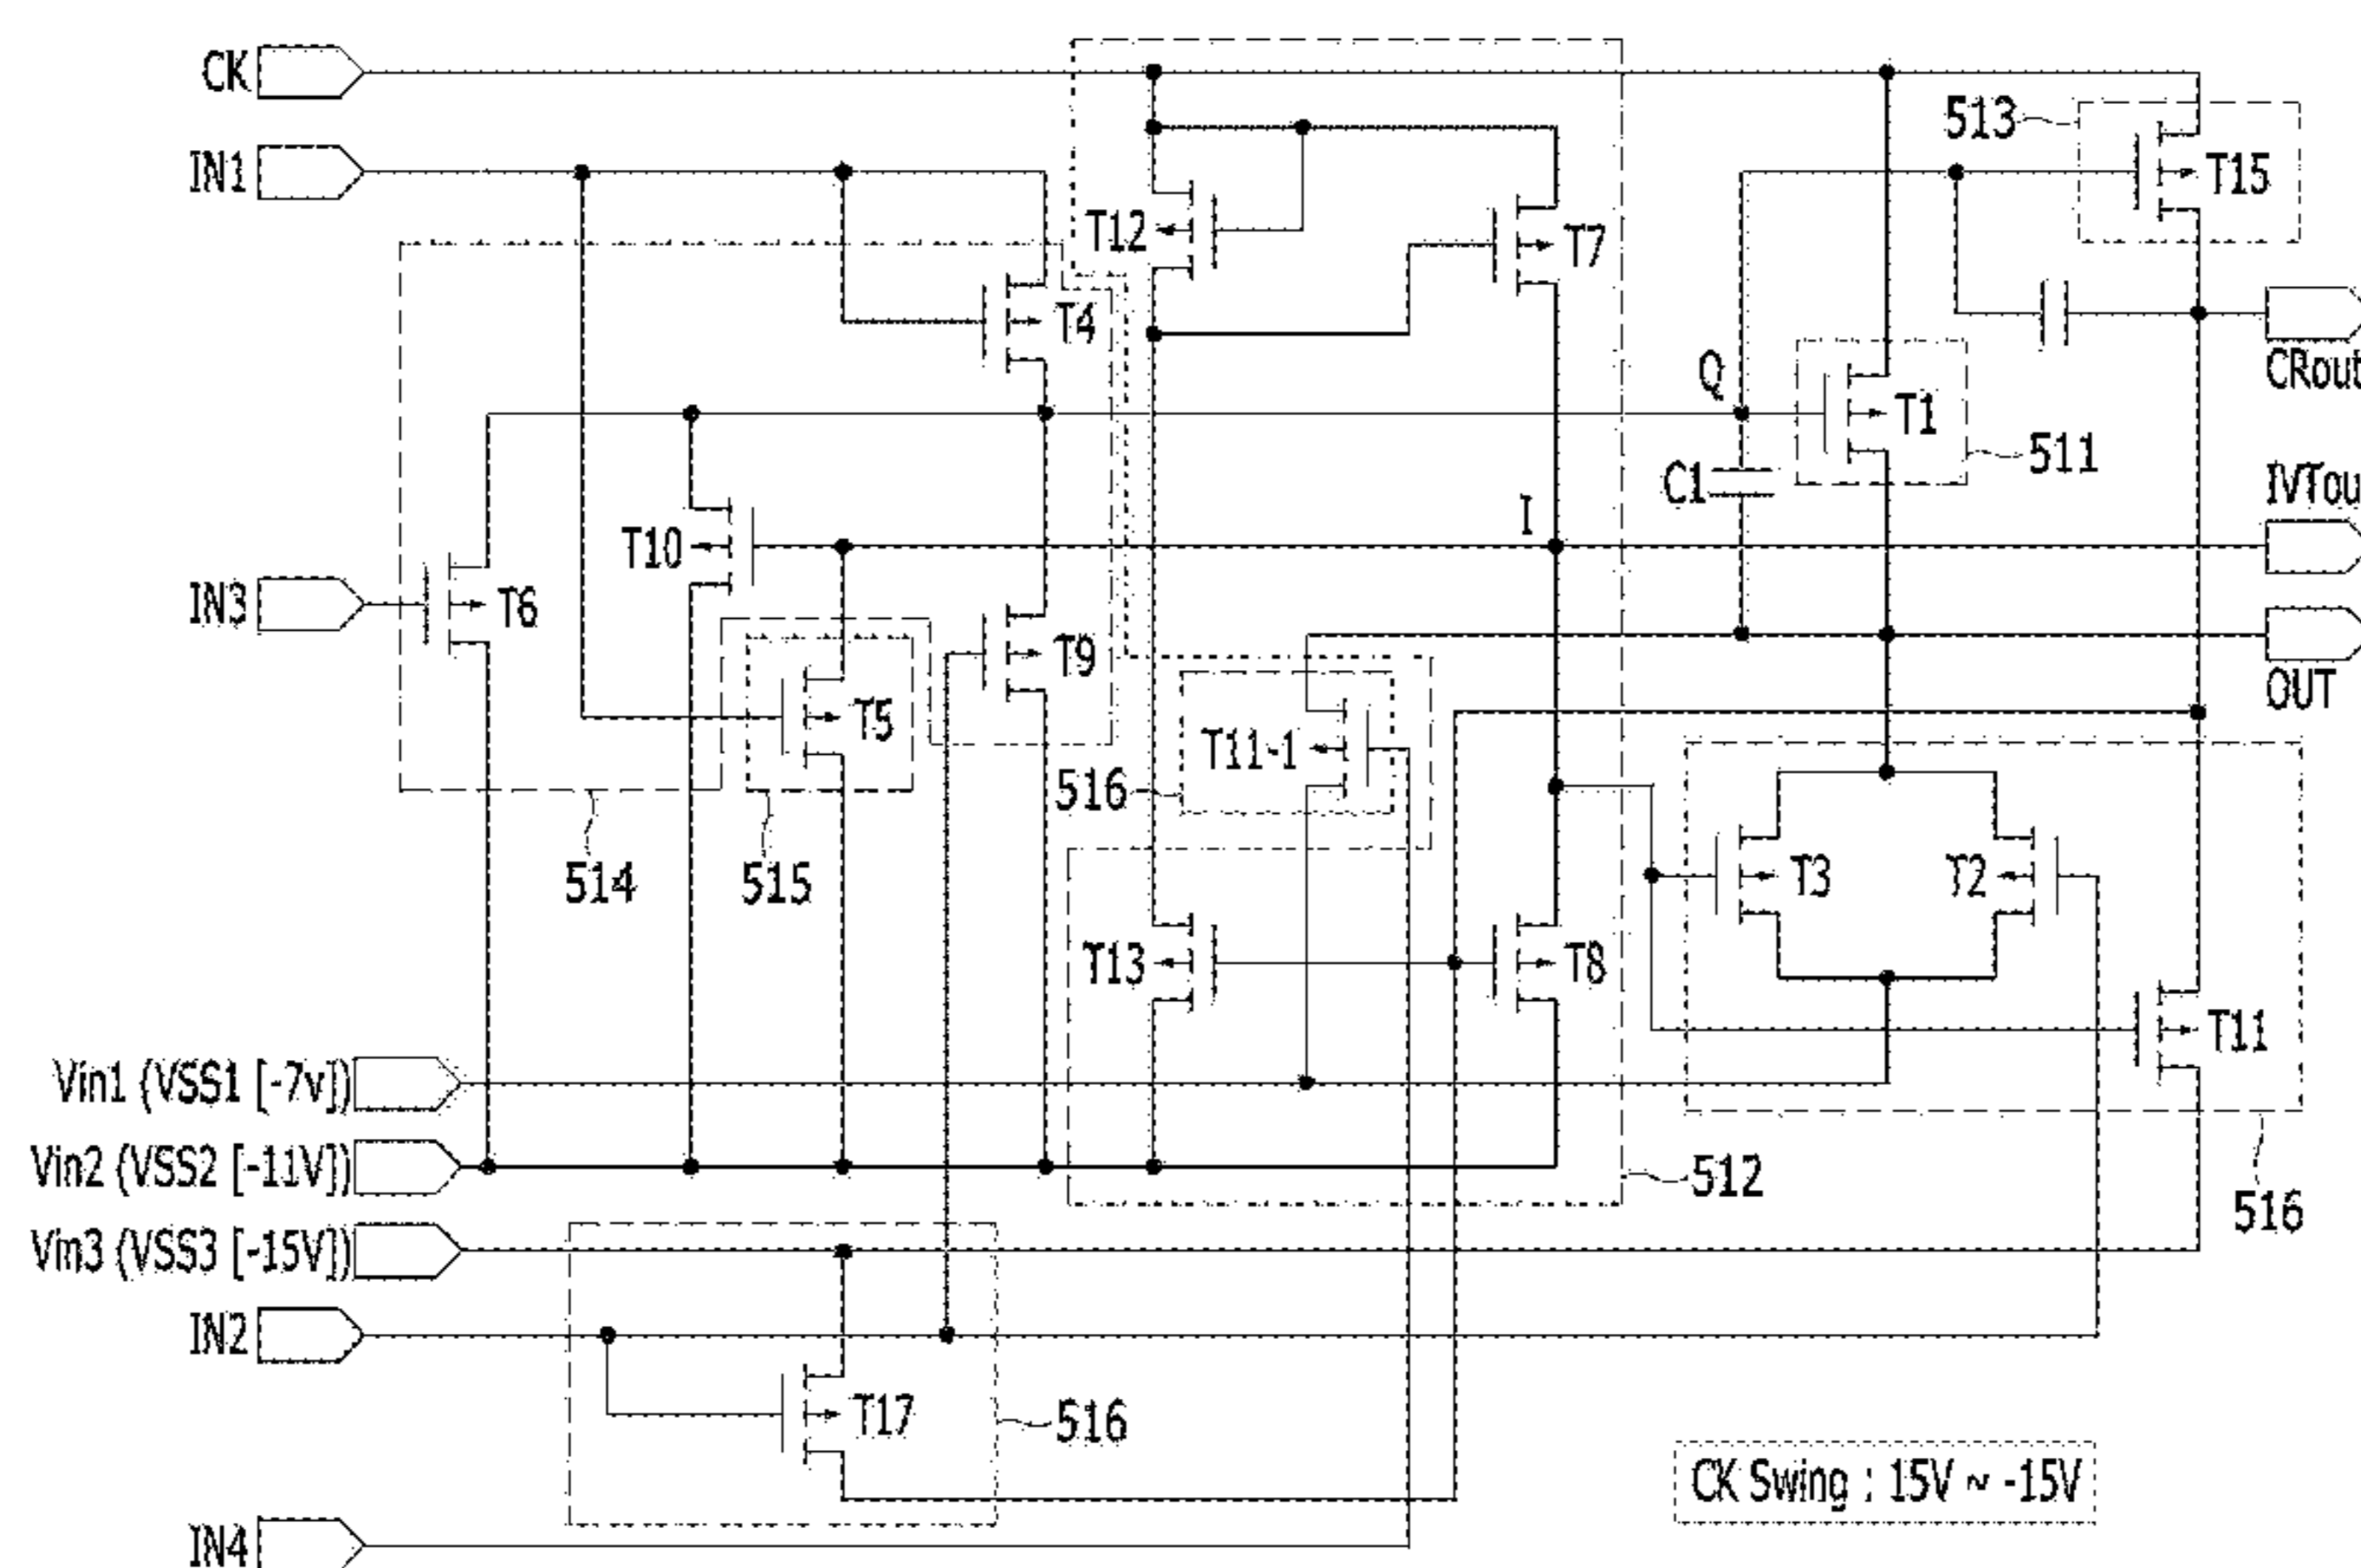 CK
513
IN1
T15
T12
T7
T4
CRout
Q
T1
511
IVTou
C1
I
T10
IN3
T6
T9
OUT
T5
T11-1
516
514
515
T3
T2
T13
T8
T11
Vin1 (VSS1 [-7v])
Vin2 (VSS2 [-11V])
512
516
Vin3 (VSS3 [-15V])
IN2
T17
516
CK Swing : 15V ~ -15V
IN4